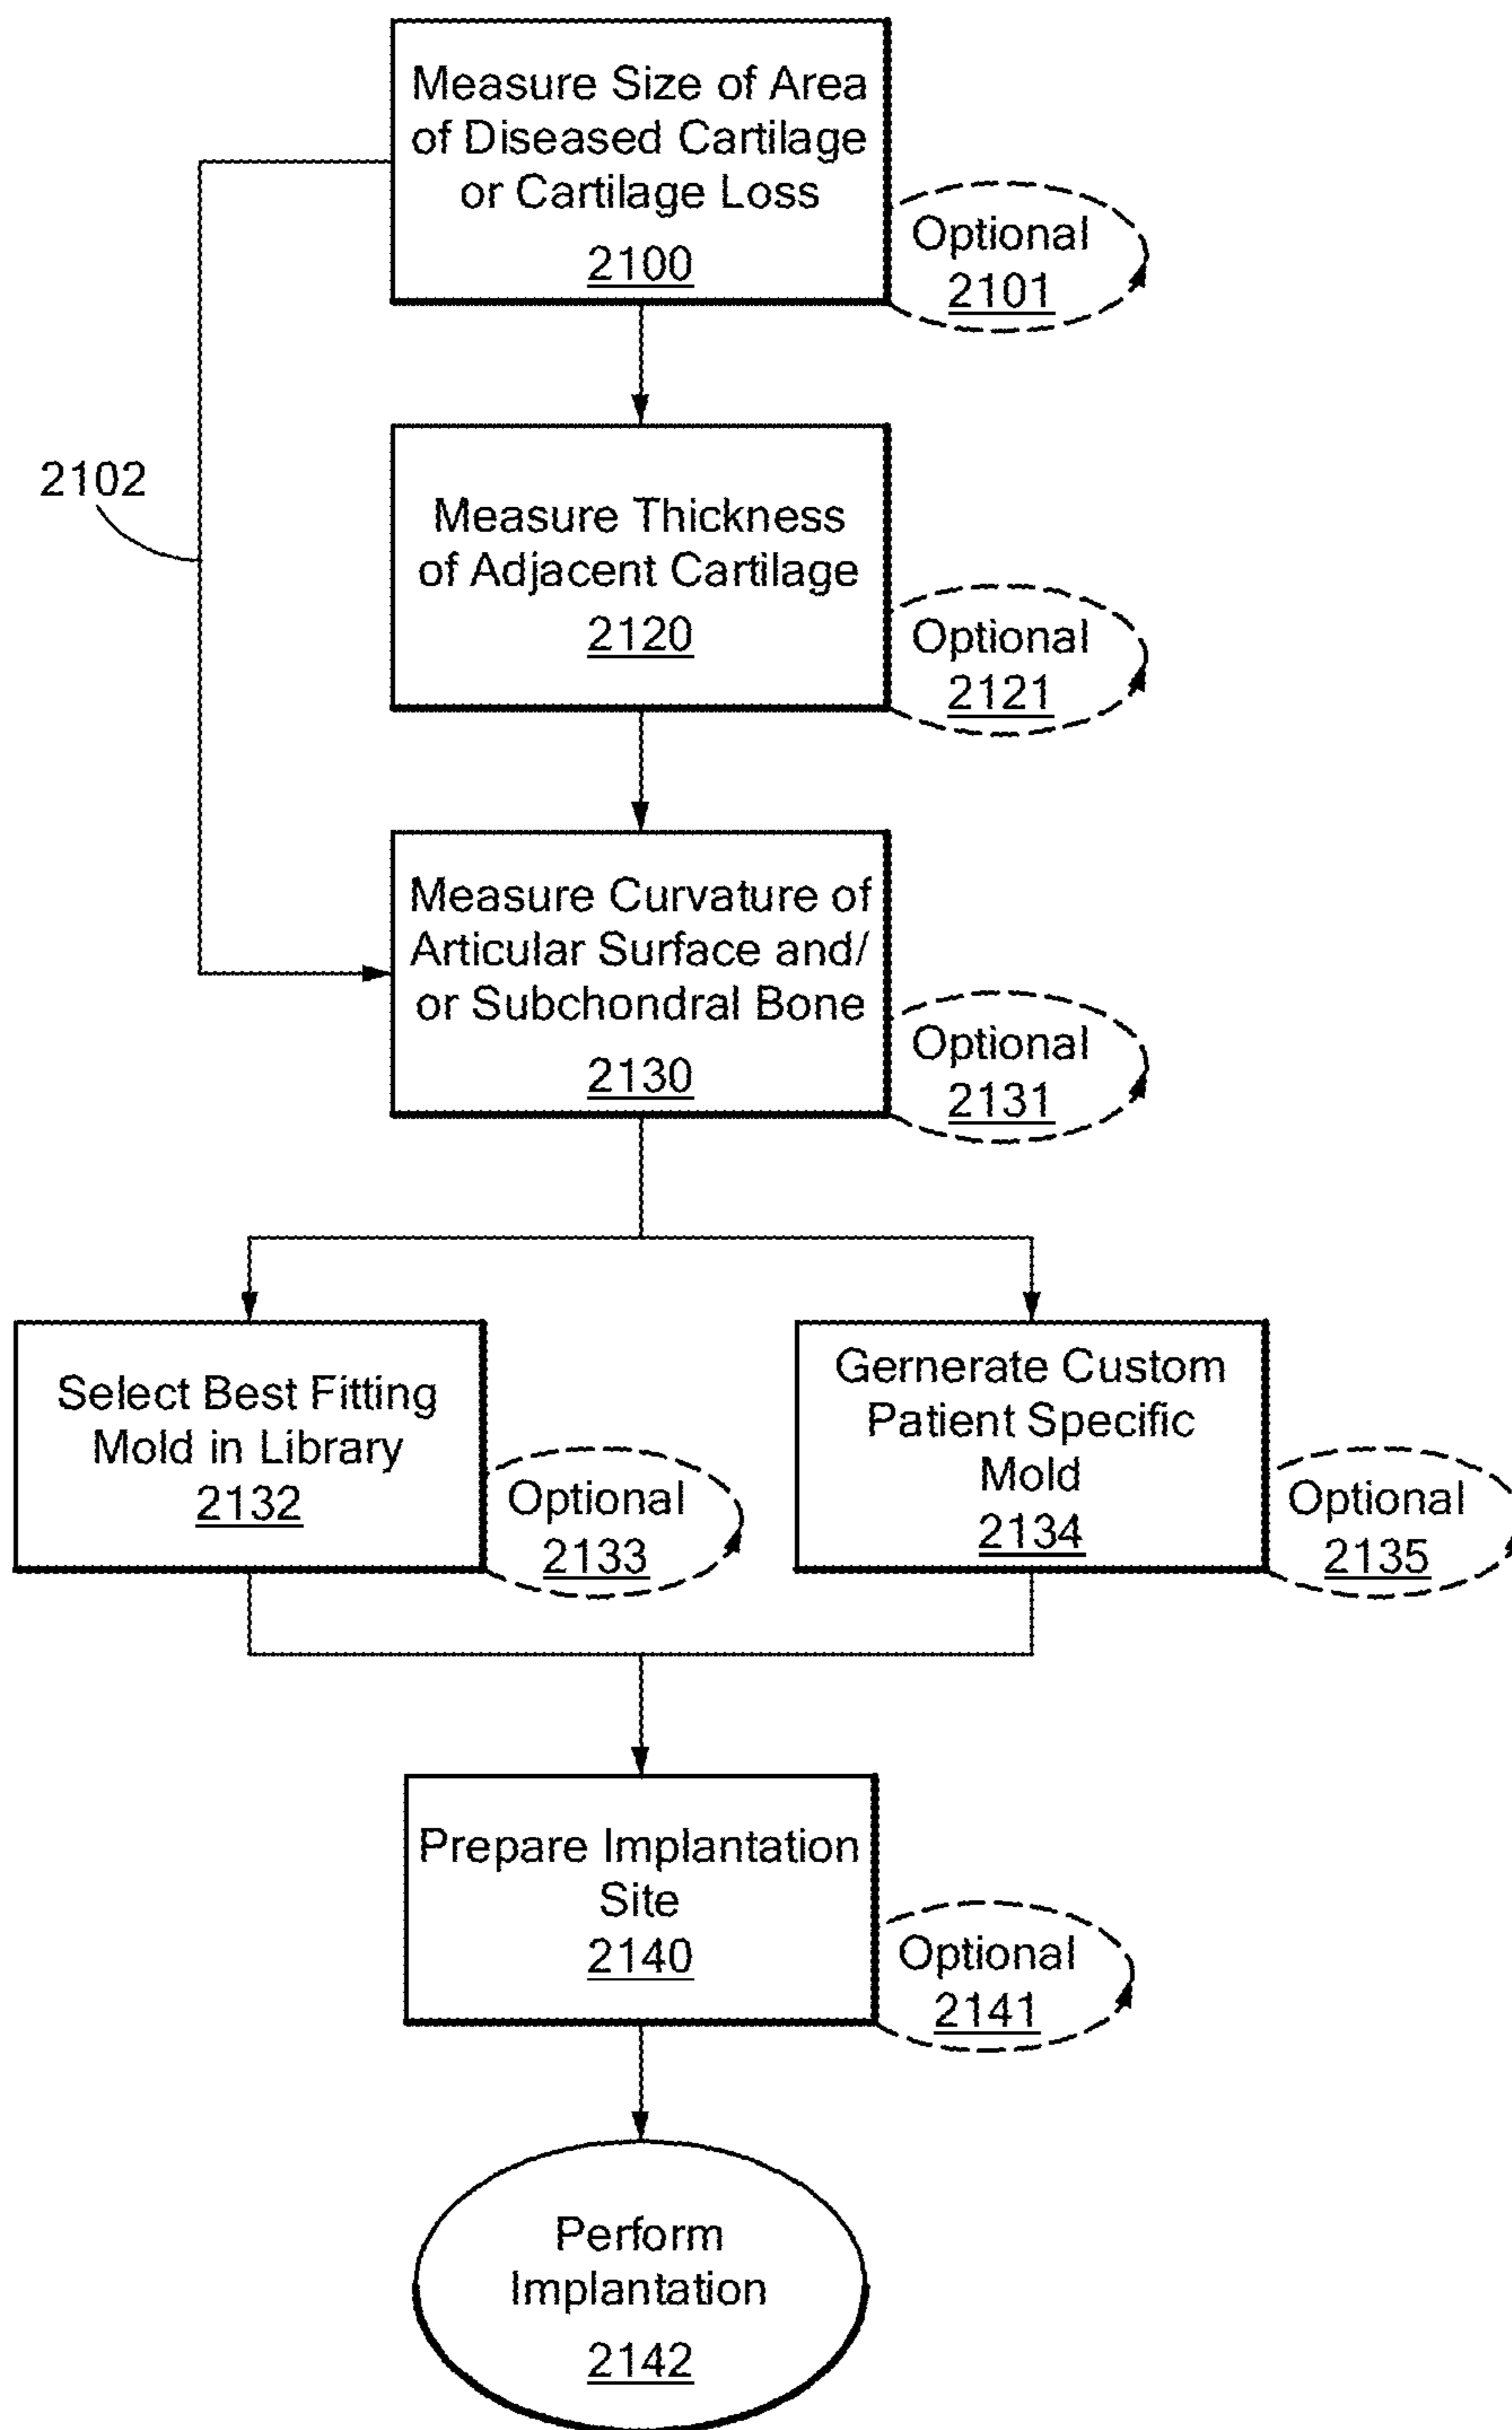 Measure Size of Area
of Diseased Cartilage
or Cartilage Loss
2100
Optional
2101
2102
Measure Thickness
of Adjacent Cartilage
2120
Optional
2121
Measure Curvature of
Articular Surface and/
or Subchondral Bone
2130
Optional
2131
Select Best Fitting
Mold in Library
2132
Optional
2133
Gernerate Custom
Patient Specific
Mold
2134
Optional
2135
Prepare Implantation
Site
2140
Optional
2141
Perform
Implantation
2142